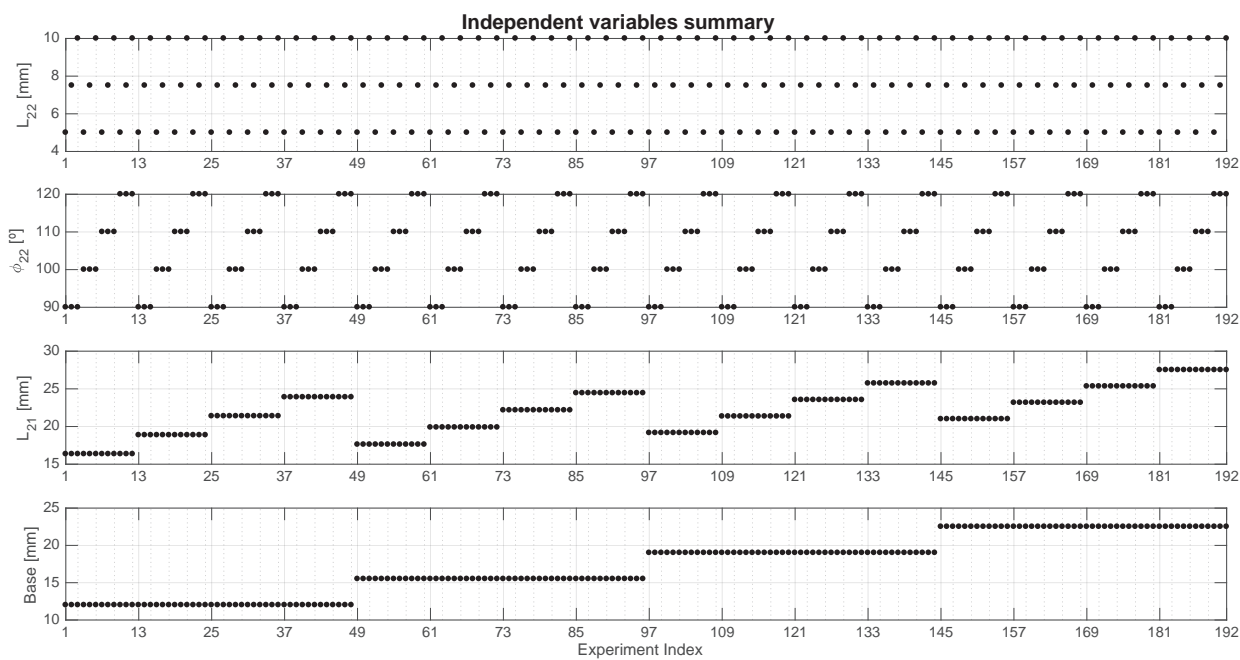 Independent variables summary
L22 [mm]
10
8
6
4
1 13 25 37 49 61 73 85 97 109 121 133 145 157 169 181 192
ϕ22 [º]
120
110
100
90
1 13 25 37 49 61 73 85 97 109 121 133 145 157 169 181 192
L21 [mm]
30
25
20
15
1 13 25 37 49 61 73 85 97 109 121 133 145 157 169 181 192
Base [mm]
25
20
15
10
1 13 25 37 49 61 73 85 97 109 121 133 145 157 169 181 192
Experiment Index